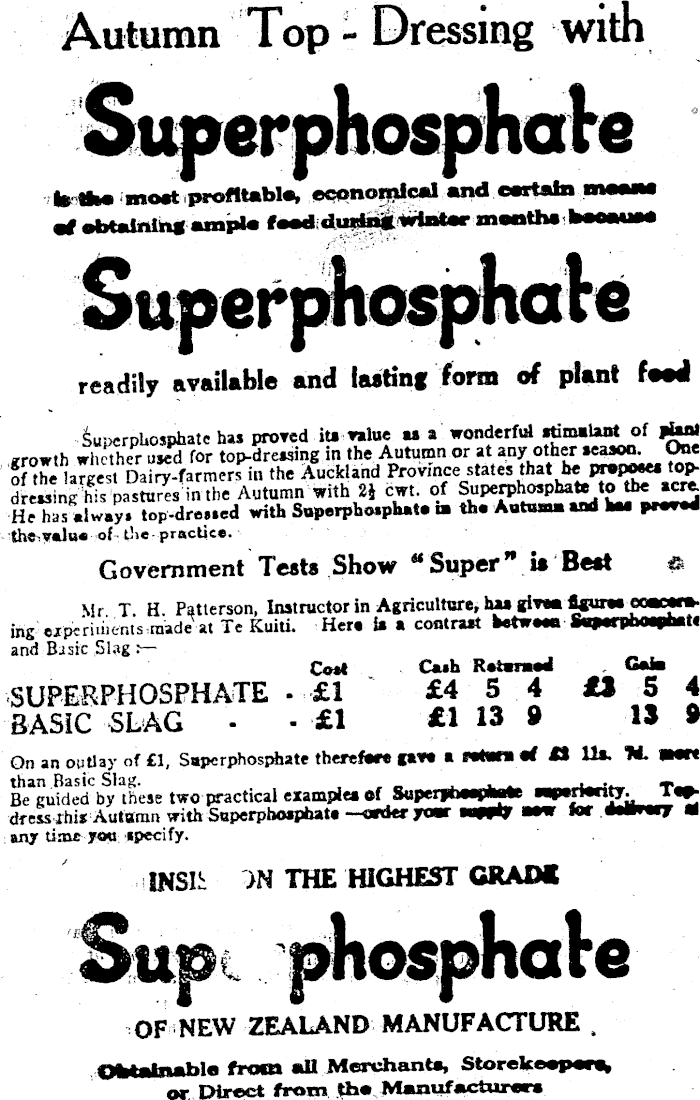 Autumn Top - Dressing with
Superphosphate
is the most profitable, economical and certain means
of obtaining ample feed during winter months because
Superphosphate
readily available and lasting form of plant feed
Superphosphate has proved its value as a wonderful stimulant of plant
growth whether used for top-dressing in the Autumn or at any other season. One
of the largest Dairy-farmers in the Auckland Province states that he proposes top-
dressing his pastures in the Autumn with 2½ cwt. of Superphosphate to the acre.
He has always top-dressed with Superphosphate in the Autumn and has proved
the value of the practice.
Government Tests Show "Super" is Best
Mr. T. H. Patterson, Instructor in Agriculture, has given figures concern-
ing experiments made at Te Kuiti. Here is a contrast between Superphosphate
and Basic Slag :—
Cost Cash Returned Gain
SUPERPHOSPHATE - £1 £4 5 4 £3 5 4
BASIC SLAG - - £1 £1 13 9 13 9
On an outlay of £1, Superphosphate therefore gave a return of £2 11s. 7d. more
than Basic Slag.
Be guided by these two practical examples of Superphosphate superiority. Top-
dress this Autumn with Superphosphate —order your supply now for delivery at
any time you specify.
INSIS ON THE HIGHEST GRADE
Sup phosphate
OF NEW ZEALAND MANUFACTURE
Obtainable from all Merchants, Storekeepers,
or Direct from the Manufacturers